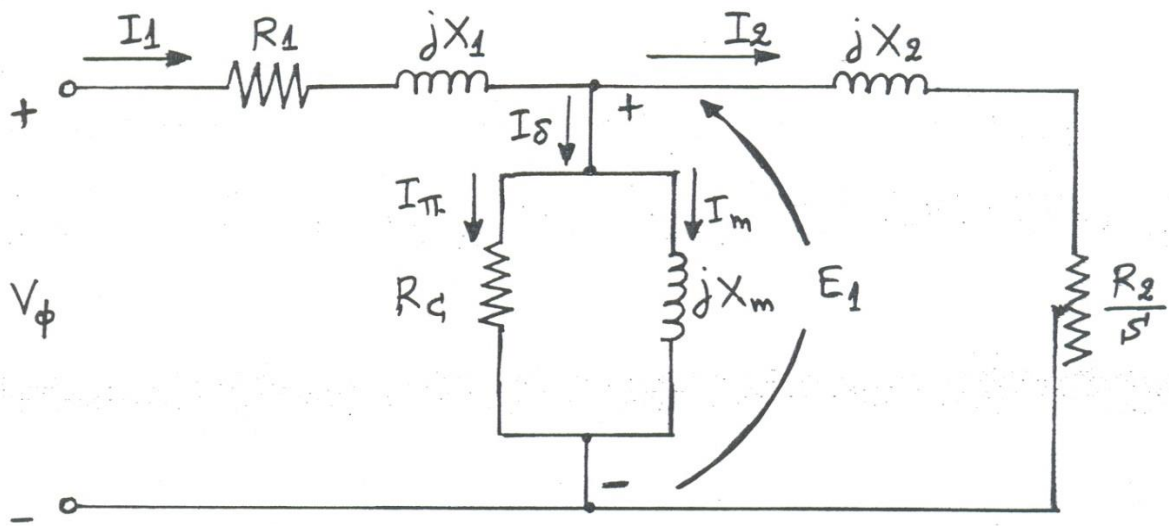 I1 R1 jX1 I2 jX2
+ Iδ +
Iπ Im
Vφ Rc jXm E1 R2/S
-
-